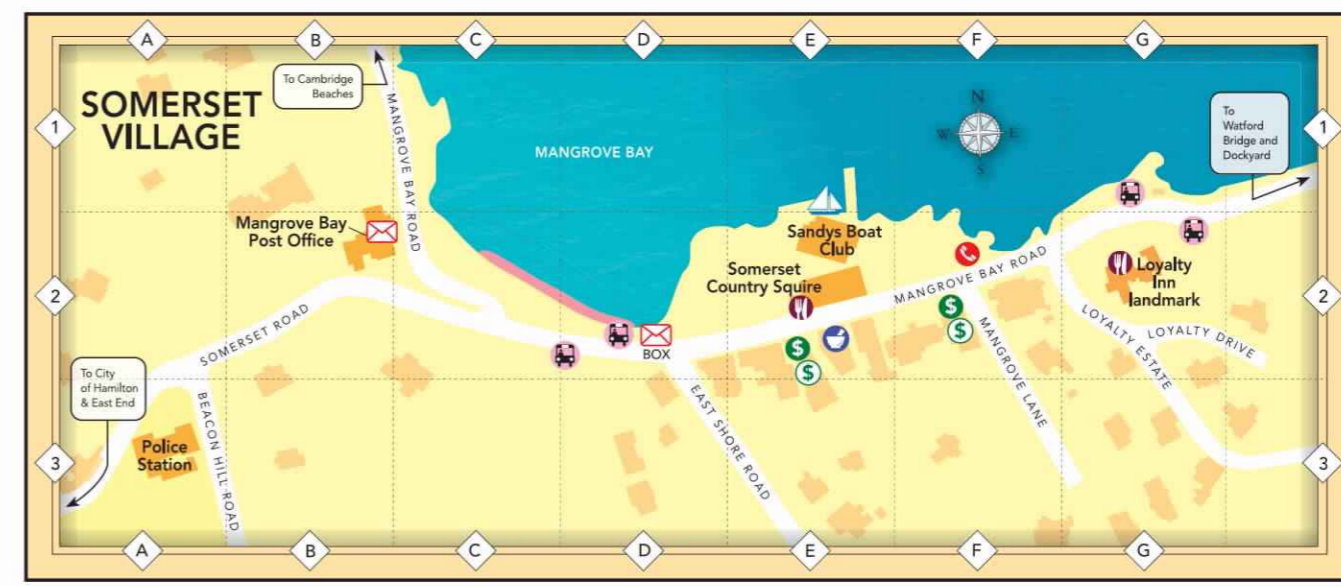 A
B
C
D
E
F
G
SOMERSET
VILLAGE
To Cambridge
Beaches
MANGROVE BAY ROAD
MANGROVE BAY
N
W
E
S
To
Watford
Bridge and
Dockyard
1
1
Mangrove Bay
Post Office
Sandys Boat
Club
Somerset
Country Squire
MANGROVE BAY ROAD
Loyalty
Inn
landmark
2
2
SOMERSET ROAD
BOX
$
$
$
$
MANGROVE LANE
LOYALTY ESTATE
LOYALTY DRIVE
To City
of Hamilton
& East End
BEACON HILL ROAD
EAST SHORE ROAD
Police
Station
3
3
A
B
C
D
E
F
G